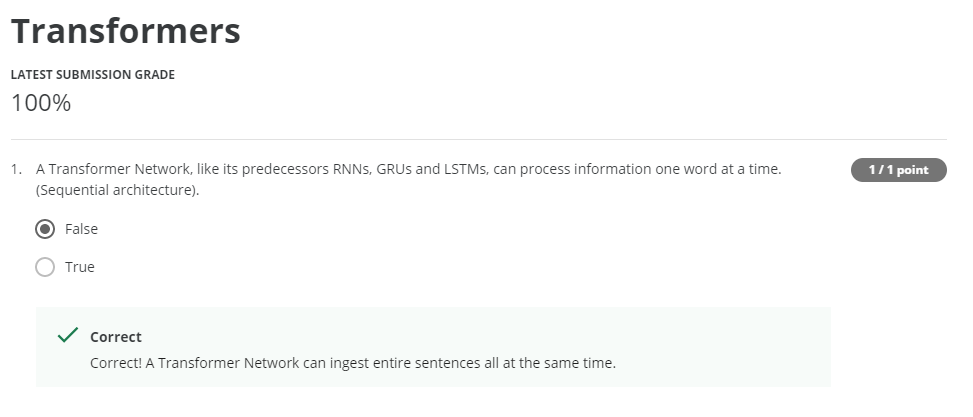 Transformers
LATEST SUBMISSION GRADE
100%
1. A Transformer Network, like its predecessors RNNs, GRUs and LSTMs, can process information one word at a time.
(Sequential architecture).
1 / 1 point
False
True
Correct
Correct! A Transformer Network can ingest entire sentences all at the same time.